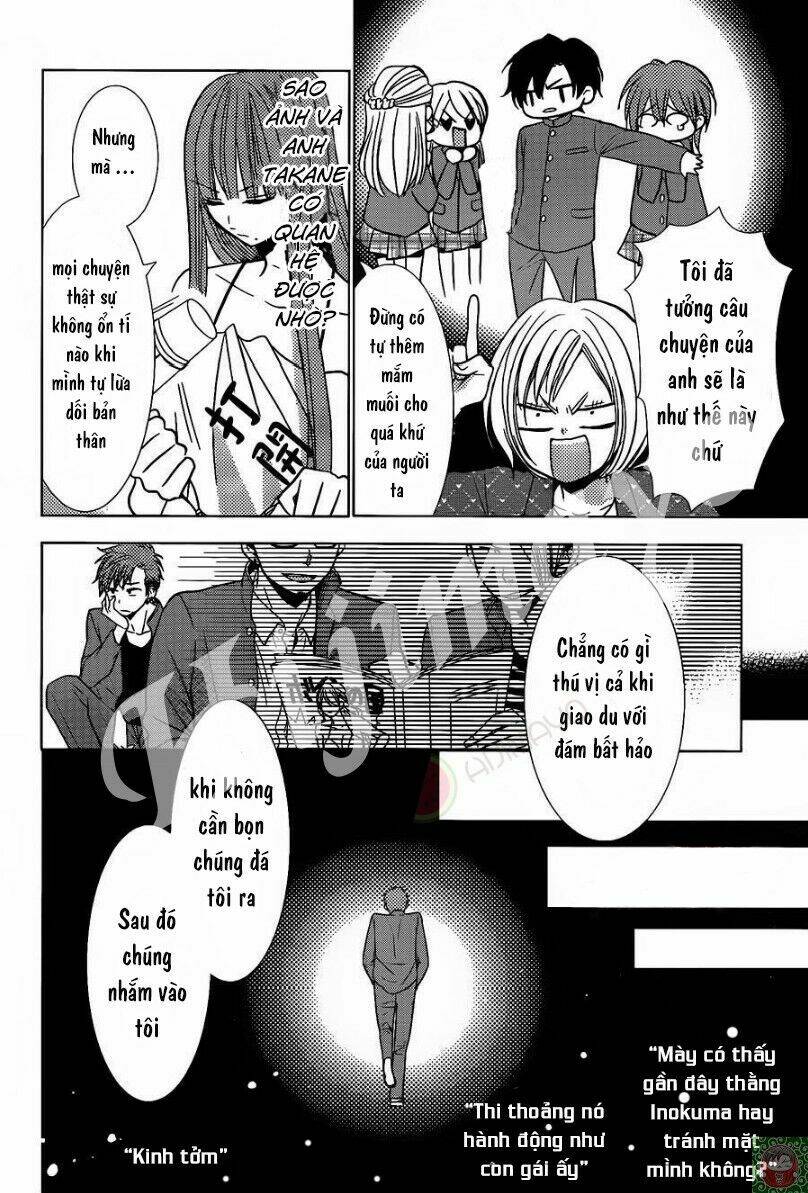 Tôi đã
tưởng câu
chuyện của
anh sẽ là
như thế này
chứ
Đừng có
tự thêm
mắm
muối cho
quá khứ
của người
ta
SAO
ẢNH VÀ
ANH
TAKANE
CÓ
QUAN
HỆ
ĐƯỢC
NHỎ?
Nhưng
mà ...
mọi chuyện
thật sự
không ổn tí
nào khi
mình tự lừa
dối bản
thân
打開
Chẳng có gì
thú vị cả khi
giao du với
đám bất hảo
Hijimayo
AIJIMAYO
khi không
cần bọn
chúng đá
tôi ra
Sau đó
chúng
nhắm vào
tôi
“Mày có thấy
gần đây thằng
Inokuma hay
tránh mặt
mình không?”
“Thi thoảng nó
hành động như
con gái ấy”
“Kinh tởm”